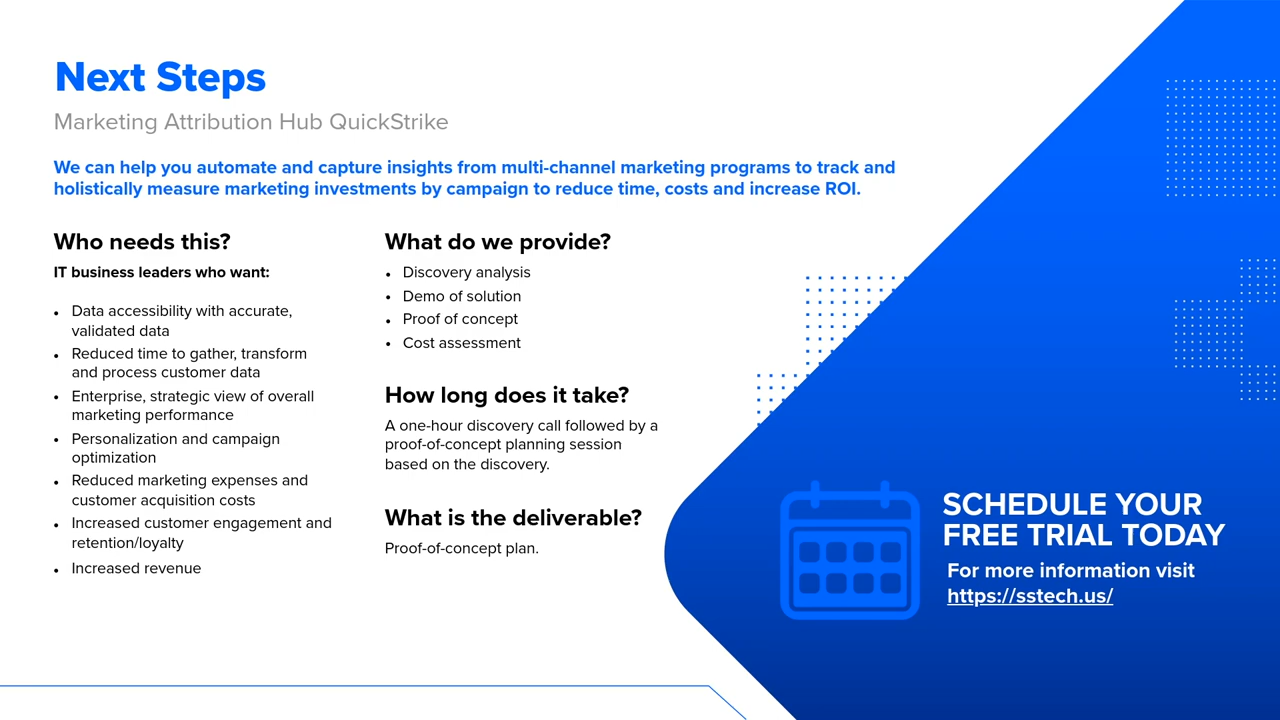 Next Steps
Marketing Attribution Hub QuickStrike
We can help you automate and capture insights from multi-channel marketing programs to track and
holistically measure marketing investments by campaign to reduce time, costs and increase ROI.
Who needs this?
IT business leaders who want:
• Data accessibility with accurate,
validated data
• Reduced time to gather, transform
and process customer data
• Enterprise, strategic view of overall
marketing performance
• Personalization and campaign
optimization
• Reduced marketing expenses and
customer acquisition costs
• Increased customer engagement and
retention/loyalty
• Increased revenue
What do we provide?
• Discovery analysis
• Demo of solution
• Proof of concept
• Cost assessment
How long does it take?
A one-hour discovery call followed by a
proof-of-concept planning session
based on the discovery.
What is the deliverable?
Proof-of-concept plan.
SCHEDULE YOUR
FREE TRIAL TODAY
For more information visit
https://sstech.us/